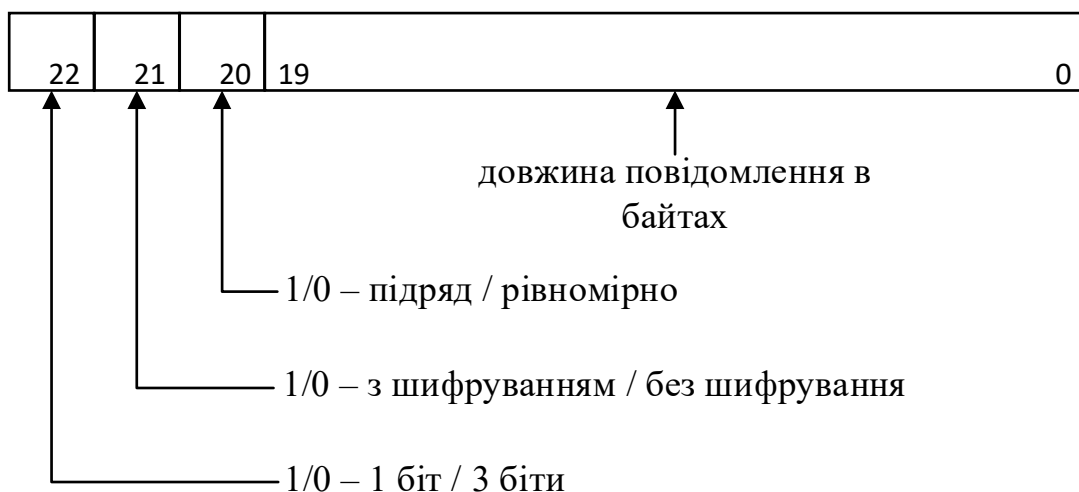 22 21 20 19 0
довжина повідомлення в
байтах
1/0 – підряд / рівномірно
1/0 – з шифруванням / без шифрування
1/0 – 1 біт / 3 біти